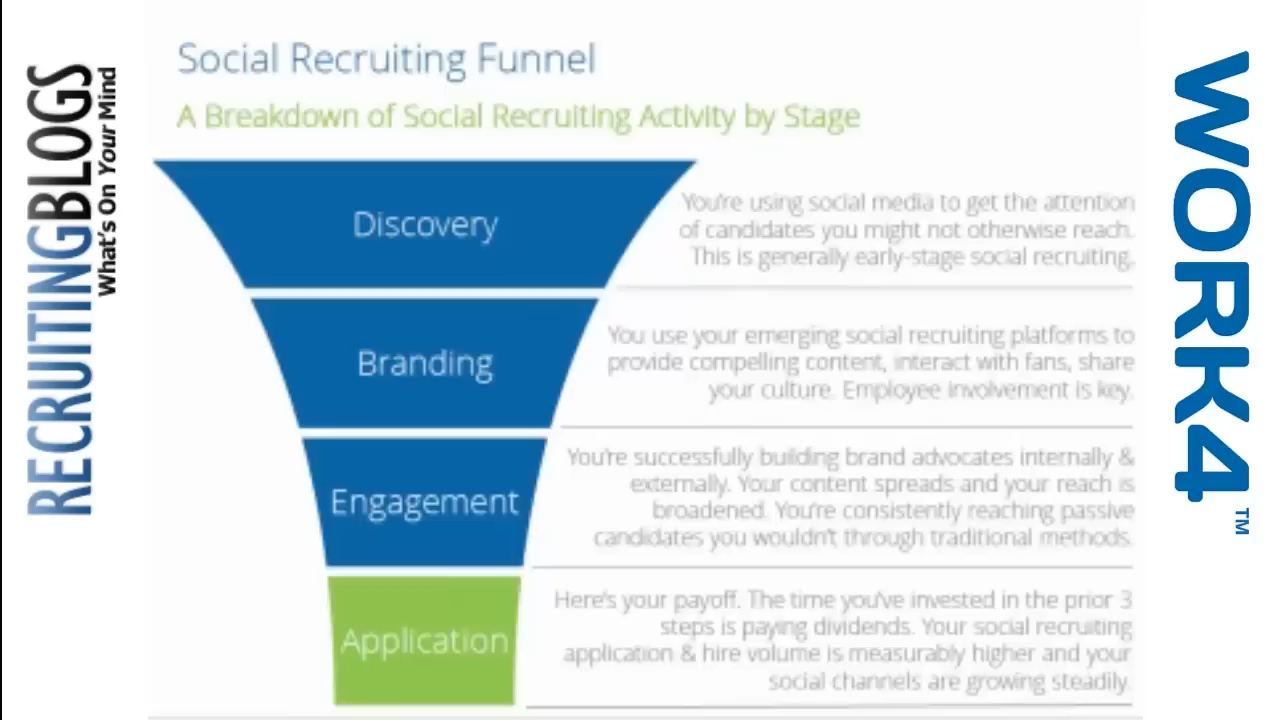 RECRUITINGBLOGS
What's On Your Mind
Social Recruiting Funnel
A Breakdown of Social Recruiting Activity by Stage
Discovery
You're using social media to get the attention
of candidates you might not otherwise reach.
This is generally early-stage social recruiting.
Branding
You use your emerging social recruiting platforms to
provide compelling content, interact with fans, share
your culture. Employee involvement is key.
Engagement
You're successfully building brand advocates internally &
externally. Your content spreads and your reach is
broadened. You're consistently reaching passive
candidates you wouldn't through traditional methods.
Application
Here's your payoff. The time you've invested in the prior 3
steps is paying dividends. Your social recruiting
application & hire volume is measurably higher and your
social channels are growing steadily.
WORK4™